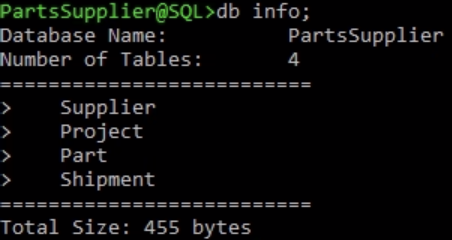 PartsSupplier@SQL>db info;
Database Name:          PartsSupplier
Number of Tables:       4
===========================
>    Supplier
>    Project
>    Part
>    Shipment
===========================
Total Size: 455 bytes